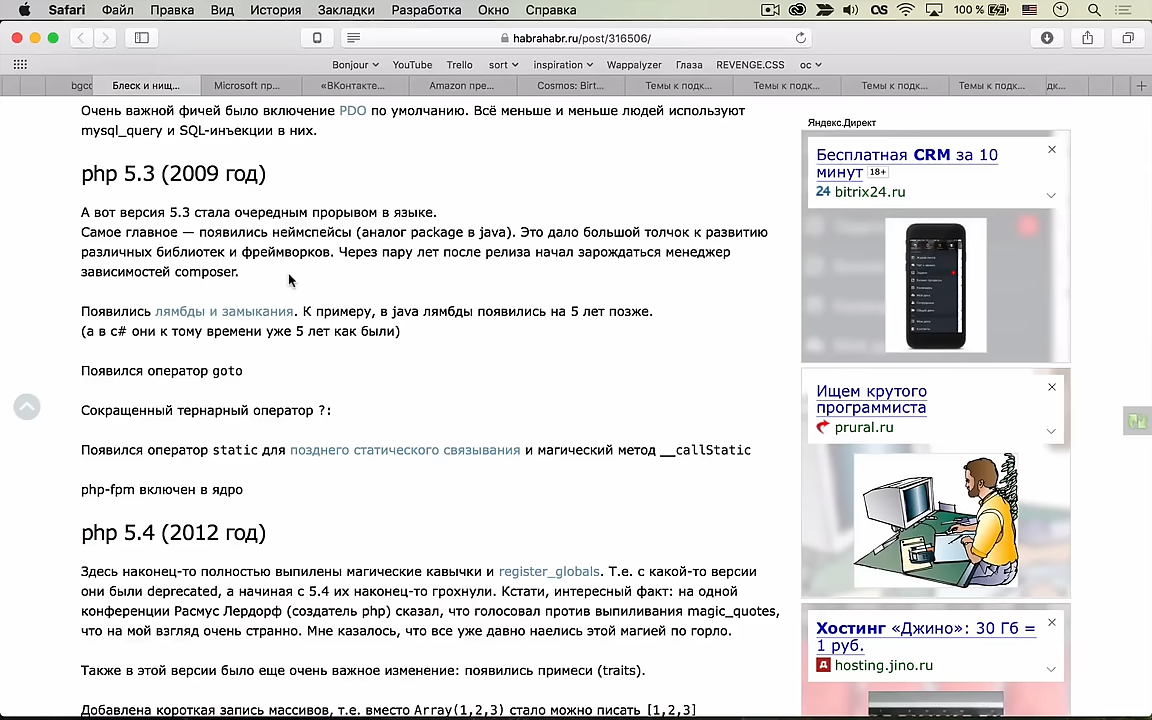 Safari Файл Правка Вид История Закладки Разработка Окно Справка 100 %
habrahabr.ru/post/316506/
Bonjour YouTube Trello sort inspiration Wappalyzer Глаза REVENGE.CSS ос
bgcc Блеск и нищ... Microsoft пр... «ВКонтакте... Amazon пре... Cosmos: Birt... Темы к подк... Темы к подк... Темы к подк... Темы к подк... дк...
Очень важной фичей было включение PDO по умолчанию. Всё меньше и меньше людей используют
mysql_query и SQL-инъекции в них.
php 5.3 (2009 год)
А вот версия 5.3 стала очередным прорывом в языке.
Самое главное — появились неймспейсы (аналог package в java). Это дало большой толчок к развитию
различных библиотек и фреймворков. Через пару лет после релиза начал зарождаться менеджер
зависимостей composer.
Появились лямбды и замыкания. К примеру, в java лямбды появились на 5 лет позже.
(а в c# они к тому времени уже 5 лет как были)
Появился оператор goto
Сокращенный тернарный оператор ?:
Появился оператор static для позднего статического связывания и магический метод __callStatic
php-fpm включен в ядро
php 5.4 (2012 год)
Здесь наконец-то полностью выпилены магические кавычки и register_globals. Т.е. с какой-то версии
они были deprecated, а начиная с 5.4 их наконец-то грохнули. Кстати, интересный факт: на одной
конференции Расмус Лердорф (создатель php) сказал, что голосовал против выпиливания magic_quotes,
что на мой взгляд очень странно. Мне казалось, что все уже давно наелись этой магией по горло.
Также в этой версии было еще очень важное изменение: появились примеси (traits).
Добавлена короткая запись массивов, т.е. вместо Array(1,2,3) стало можно писать [1,2,3]
Яндекс.Директ
Бесплатная CRM за 10
минут 18+
24 bitrix24.ru
Ищем крутого
программиста
prural.ru
Хостинг «Джино»: 30 Гб =
1 руб.
hosting.jino.ru